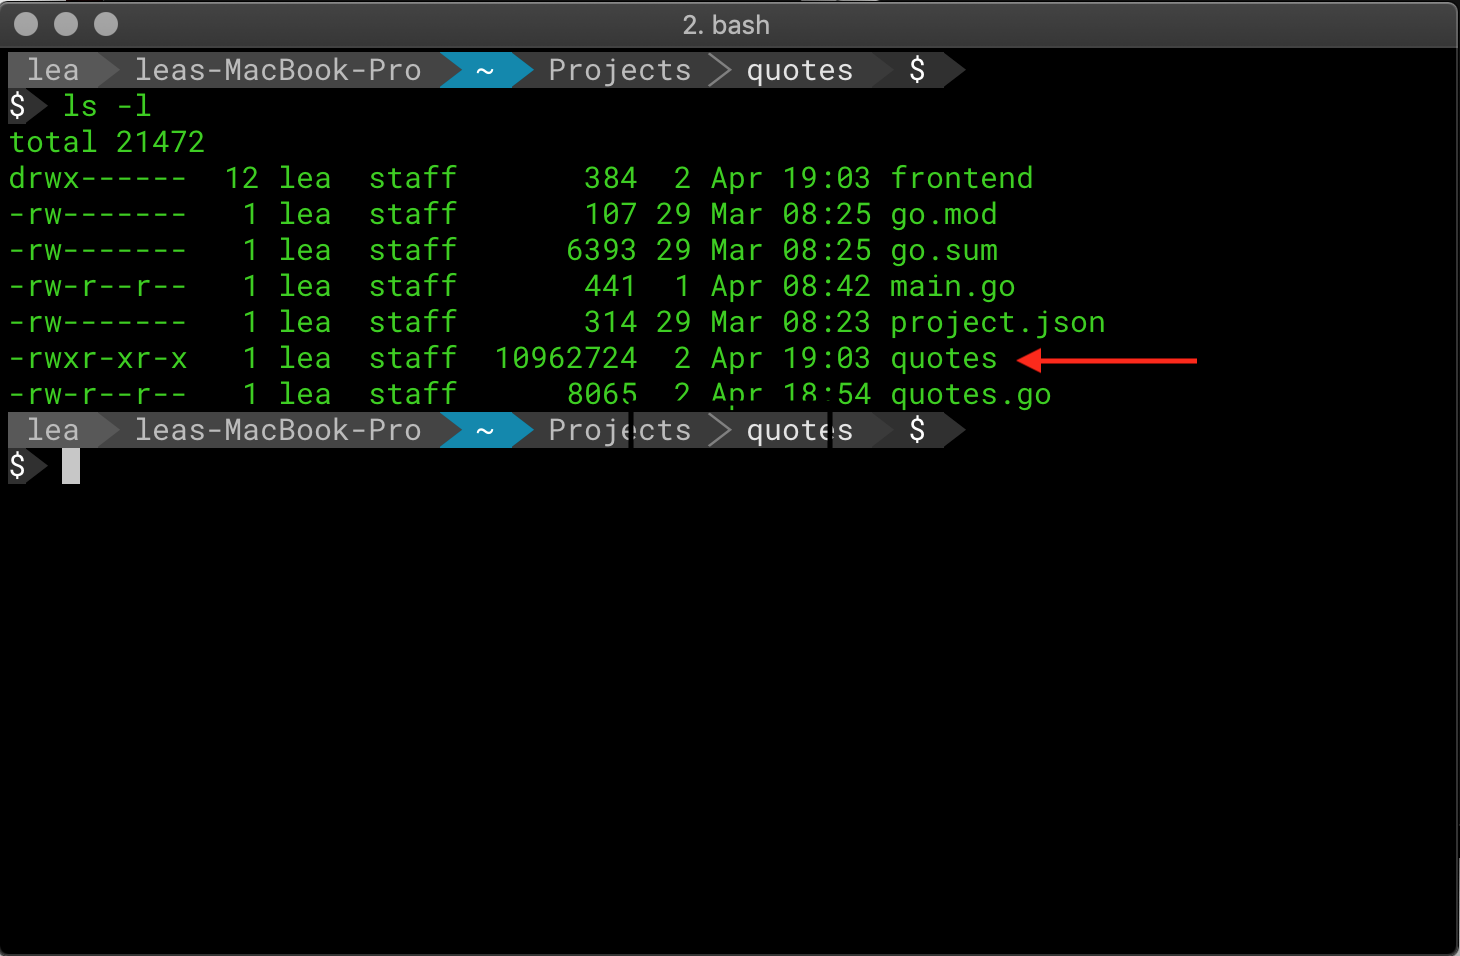 2. bash
lea leas-MacBook-Pro ~ Projects quotes $
$ ls -l
total 21472
drwx------ 12 lea staff 384 2 Apr 19:03 frontend
-rw------- 1 lea staff 107 29 Mar 08:25 go.mod
-rw------- 1 lea staff 6393 29 Mar 08:25 go.sum
-rw-r--r-- 1 lea staff 441 1 Apr 08:42 main.go
-rw------- 1 lea staff 314 29 Mar 08:23 project.json
-rwxr-xr-x 1 lea staff 10962724 2 Apr 19:03 quotes
-rw-r--r-- 1 lea staff 8065 2 Apr 18:54 quotes.go
lea leas-MacBook-Pro ~ Projects quotes $
$